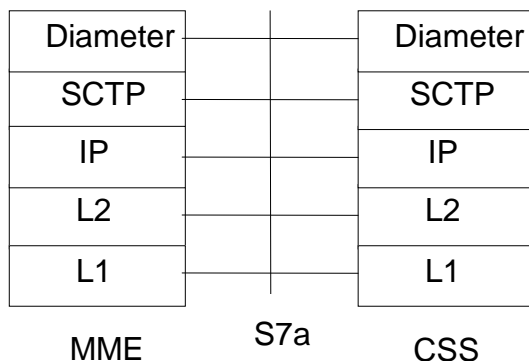 Diameter Diameter
SCTP SCTP
IP IP
L2 L2
L1 L1
MME S7a CSS